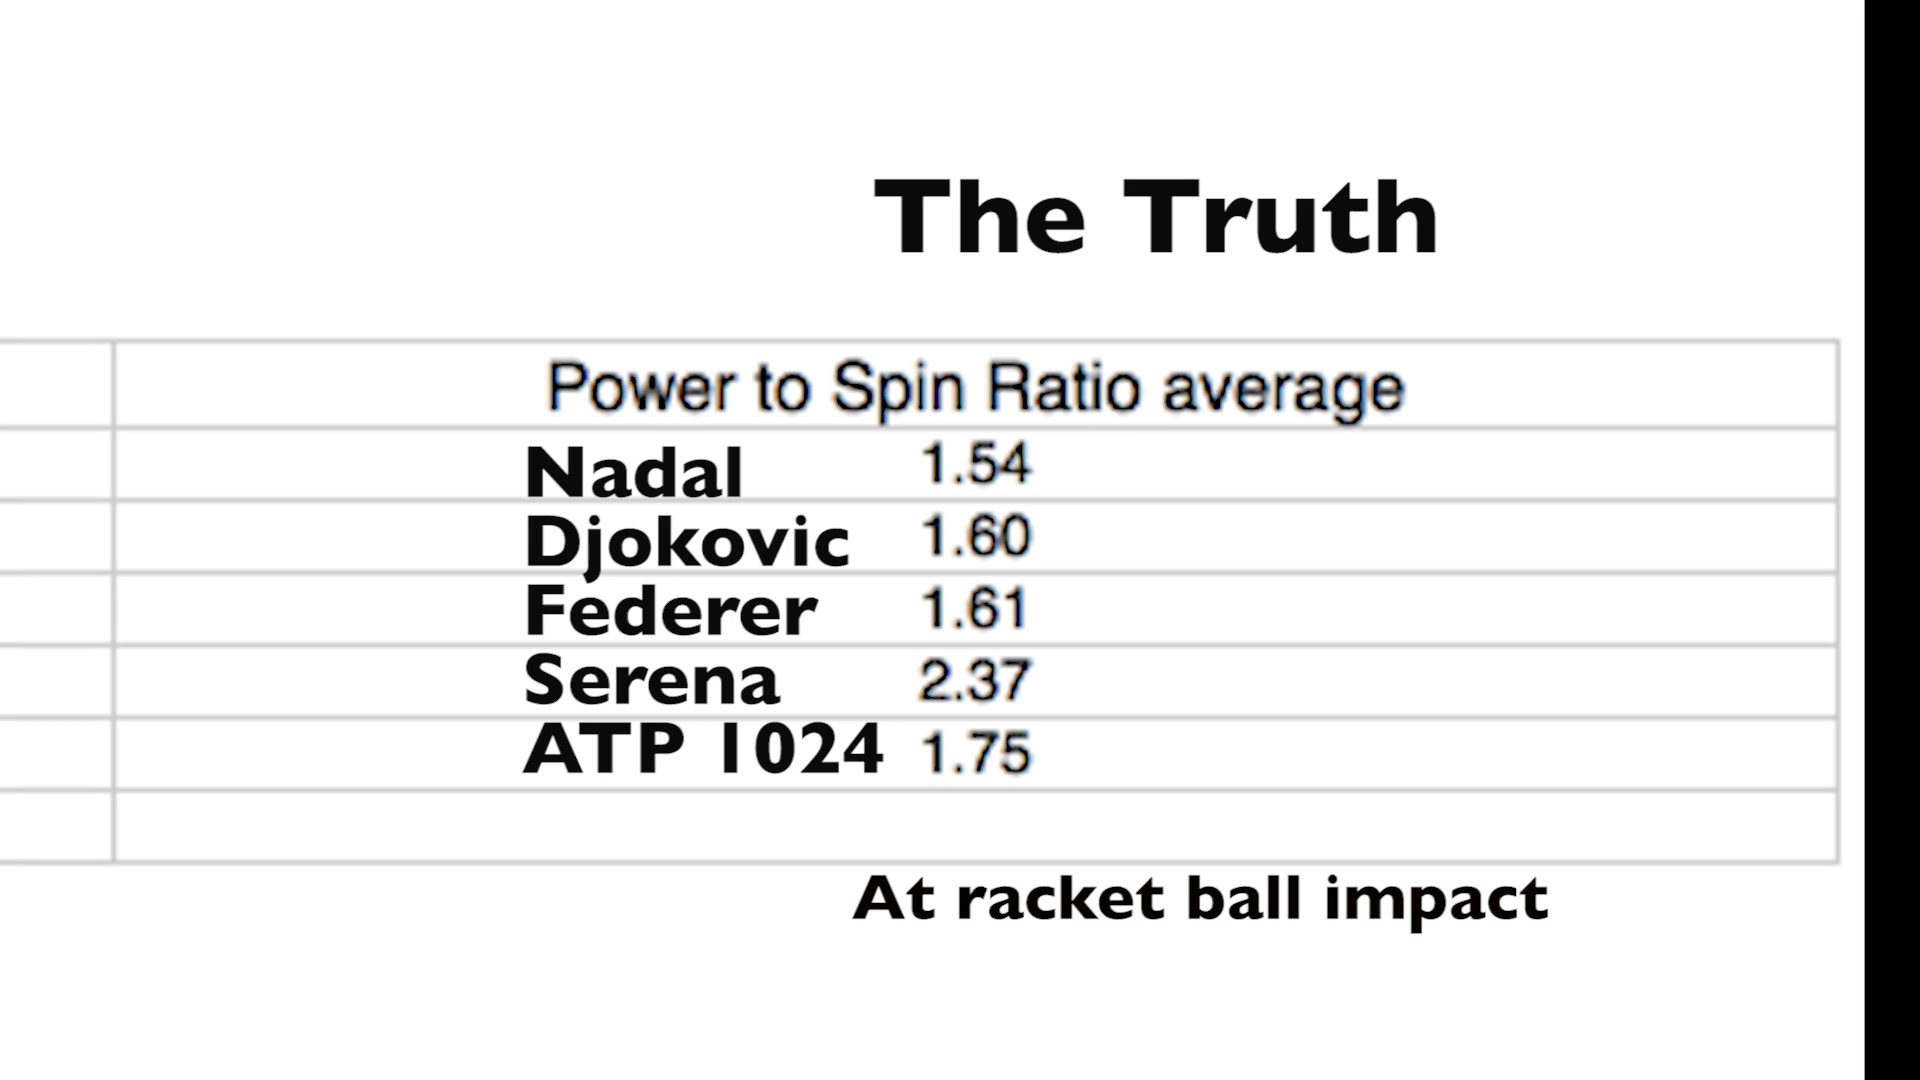 The Truth
Power to Spin Ratio average
Nadal 1.54
Djokovic 1.60
Federer 1.61
Serena 2.37
ATP 1024 1.75
At racket ball impact